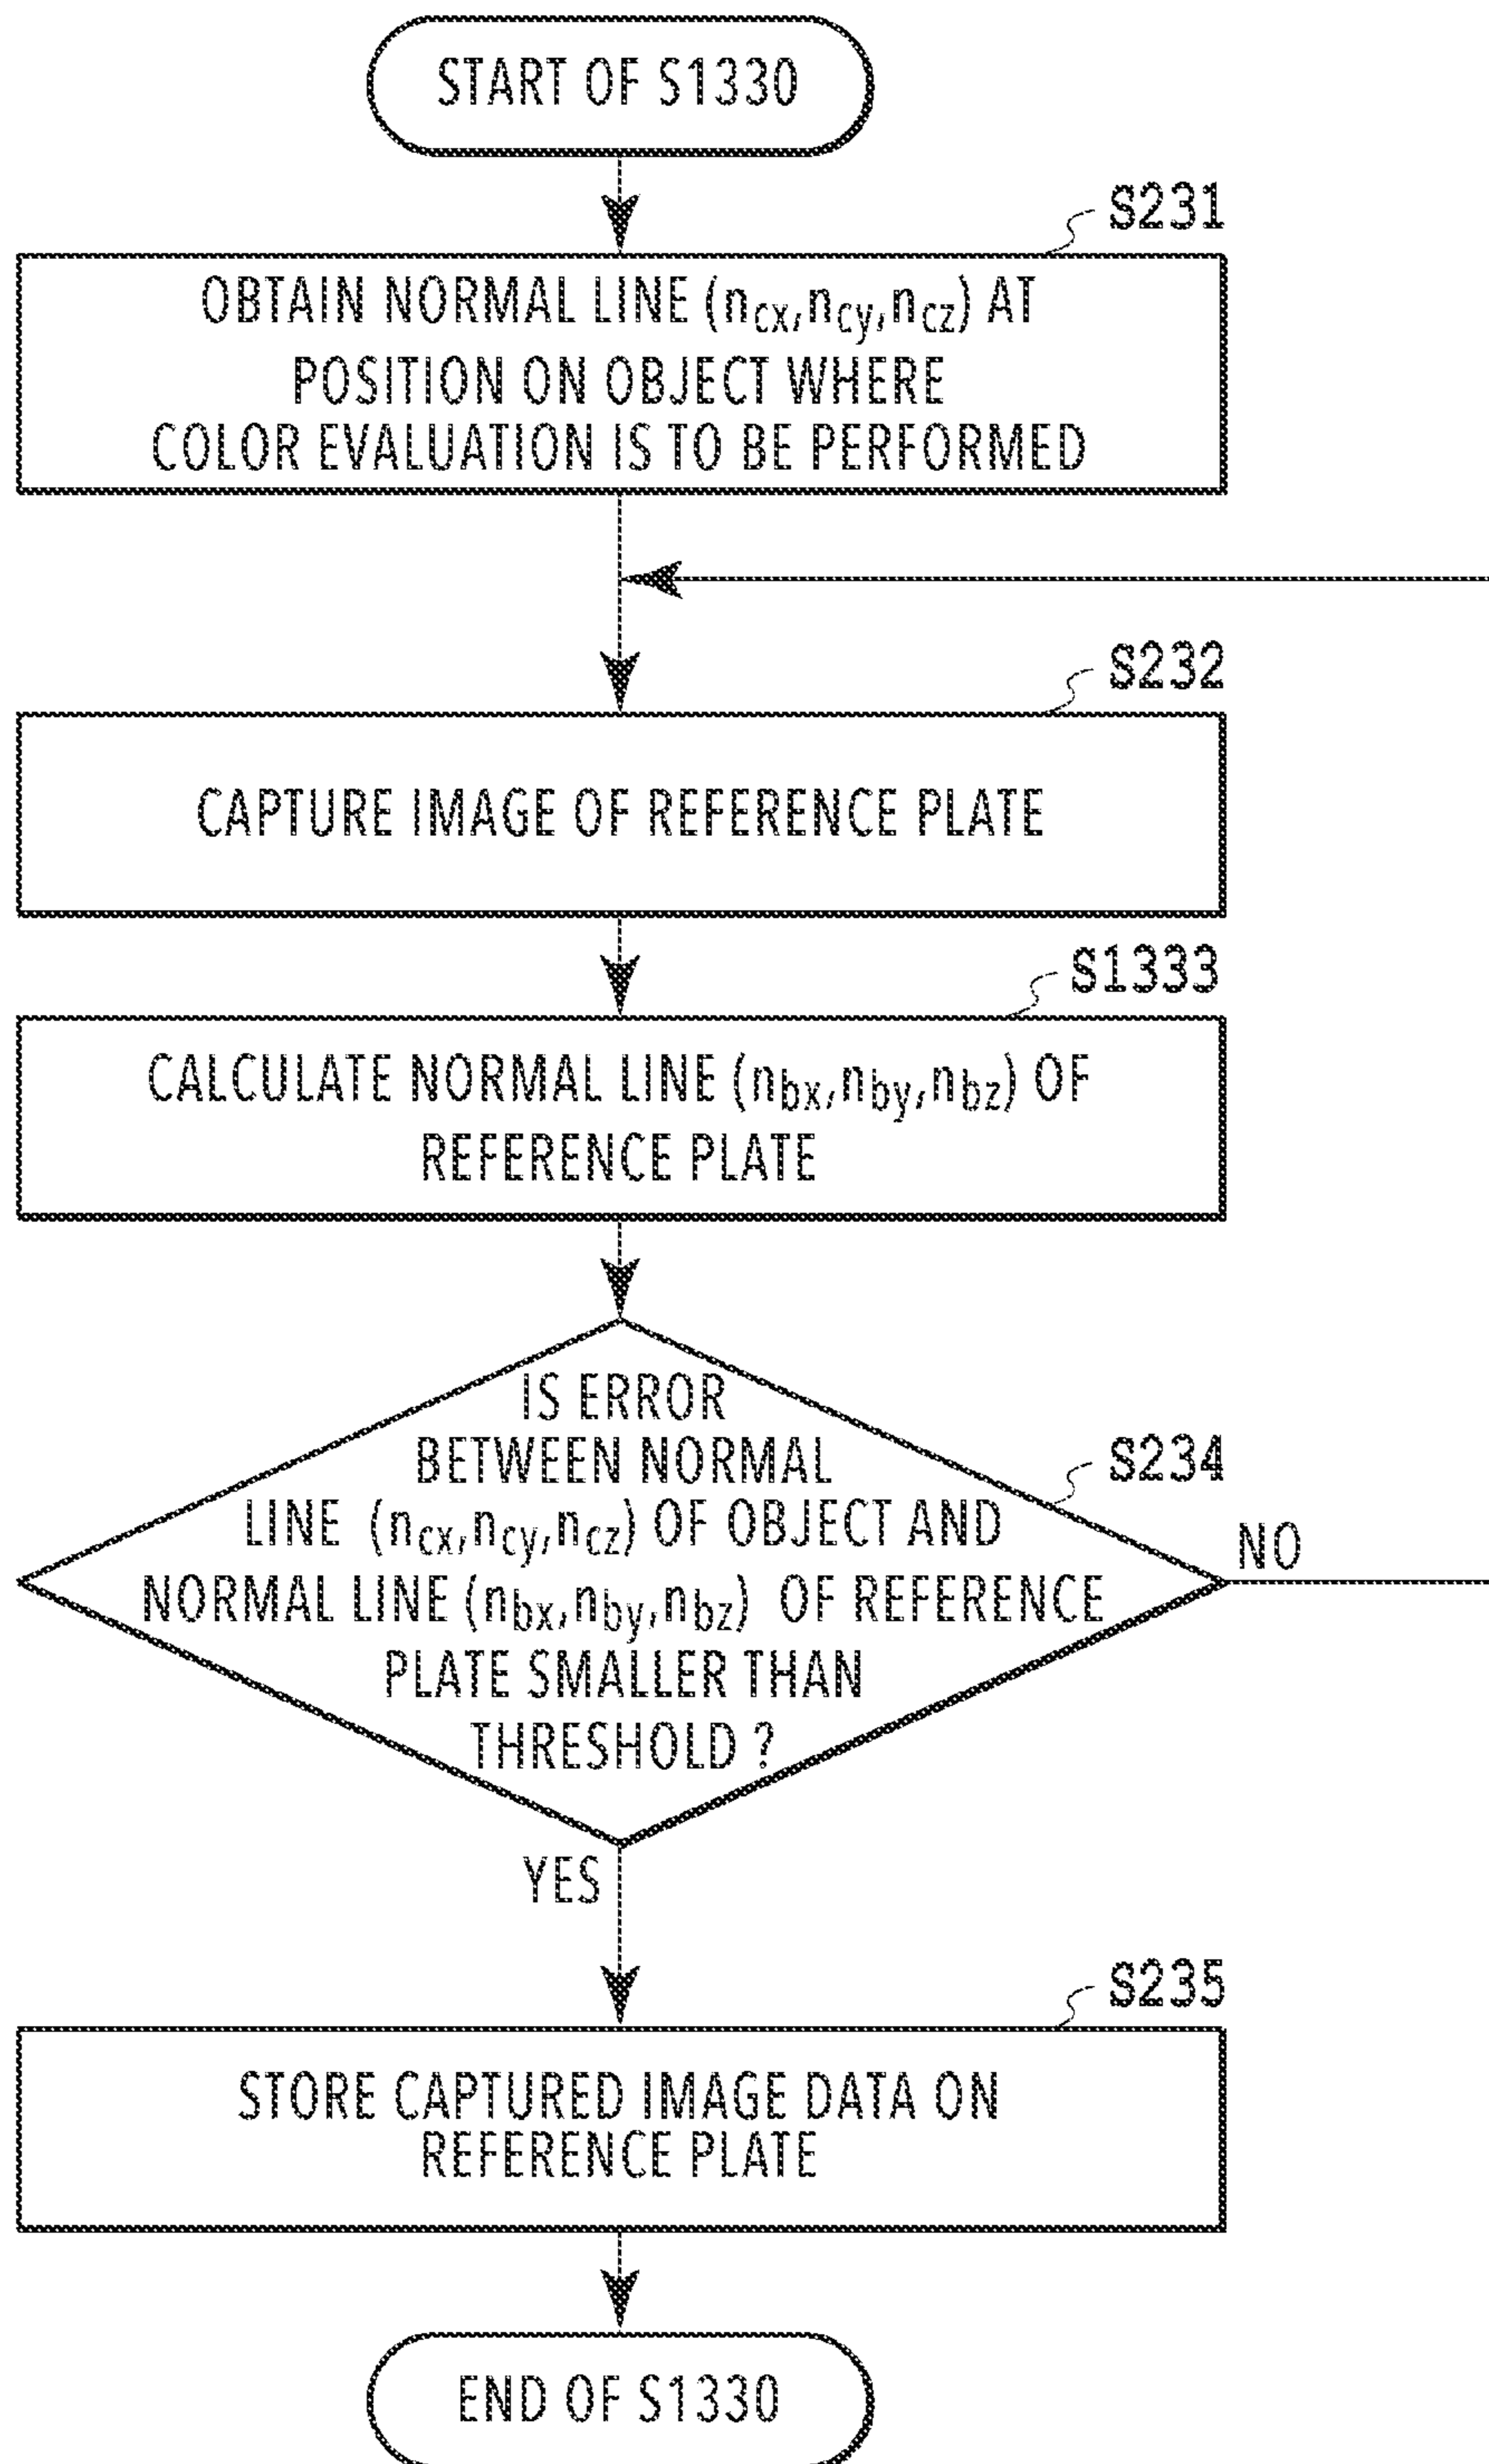 START OF S1330
S231
OBTAIN NORMAL LINE (ncx,ncy,ncz) AT
POSITION ON OBJECT WHERE
COLOR EVALUATION IS TO BE PERFORMED
S232
CAPTURE IMAGE OF REFERENCE PLATE
S1333
CALCULATE NORMAL LINE (nbx,nby,nbz) OF
REFERENCE PLATE
IS ERROR
BETWEEN NORMAL
S234
LINE (ncx,ncy,ncz) OF OBJECT AND
NO
NORMAL LINE (nbx,nby,nbz) OF REFERENCE
PLATE SMALLER THAN
THRESHOLD ?
YES
S235
STORE CAPTURED IMAGE DATA ON
REFERENCE PLATE
END OF S1330